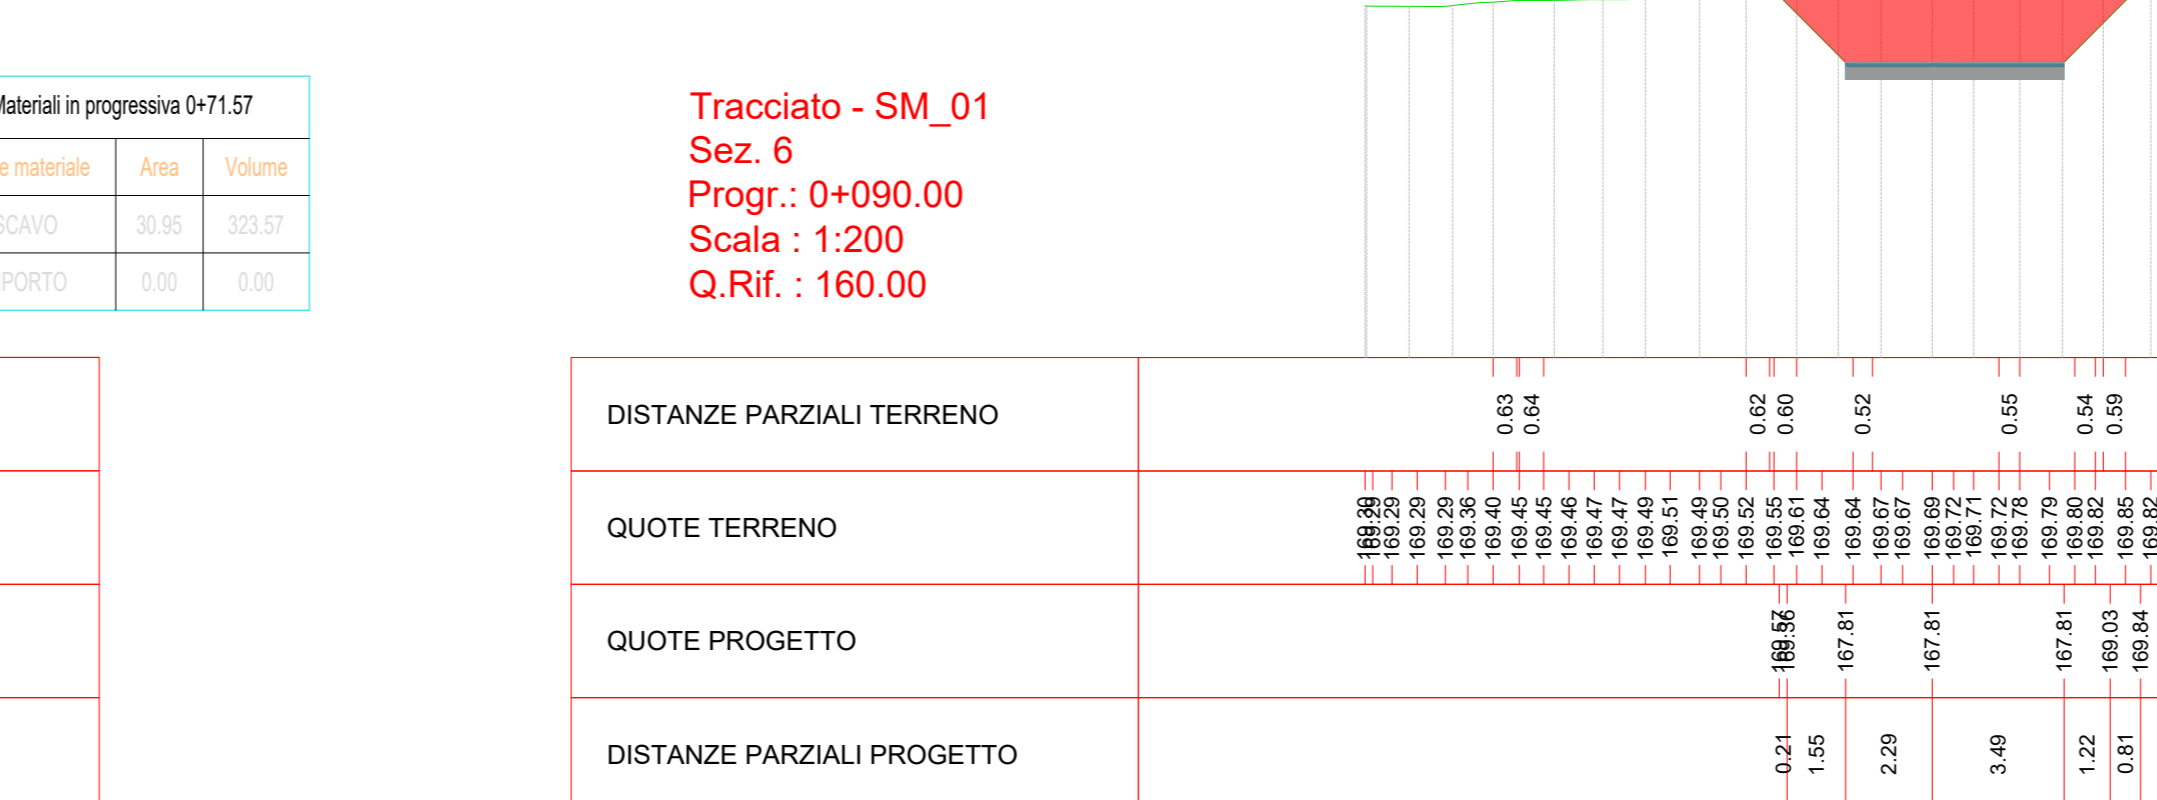 Materiali in progressiva 0+71.57
e materiale Area Volume
SCAVO 30.95 323.57
PORTO 0.00 0.00
Tracciato - SM_01
Sez. 6
Progr.: 0+090.00
Scala : 1:200
Q.Rif. : 160.00
DISTANZE PARZIALI TERRENO 0.63 0.64 0.62 0.60 0.52 0.55 0.54 0.59
QUOTE TERRENO 169.29 169.29 169.29 169.36 169.40 169.45 169.45 169.46 169.47 169.47 169.49 169.51 169.49 169.50 169.52 169.55 169.61 169.64 169.64 169.67 169.67 169.69 169.72 169.71 169.72 169.78 169.79 169.80 169.82 169.85 169.82
QUOTE PROGETTO 169.57 169.36 167.81 167.81 167.81 169.03 169.84
DISTANZE PARZIALI PROGETTO 0.21 1.55 2.29 3.49 1.22 0.81